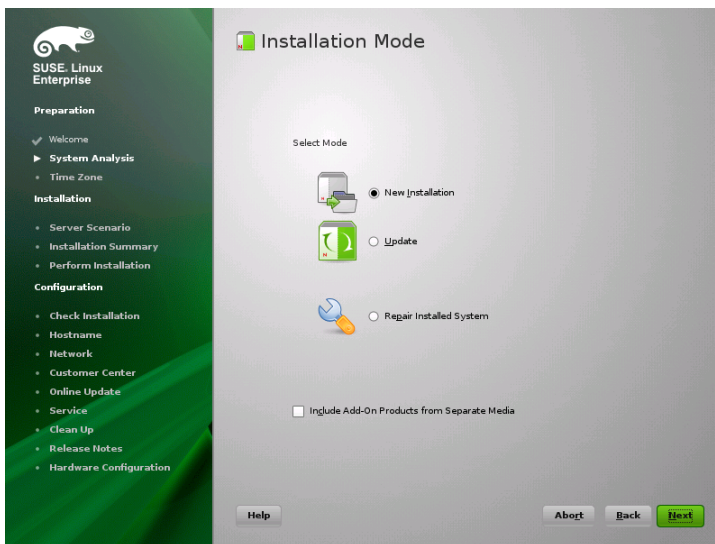 SUSE. Linux
Enterprise
Preparation
Welcome
System Analysis
Time Zone
Installation
Server Scenario
Installation Summary
Perform Installation
Configuration
Check Installation
Hostname
Network
Customer Center
Online Update
Service
Clean Up
Release Notes
Hardware Configuration
Installation Mode
Select Mode
New Installation
Update
Repair Installed System
Include Add-On Products from Separate Media
Help
Abort
Back
Next